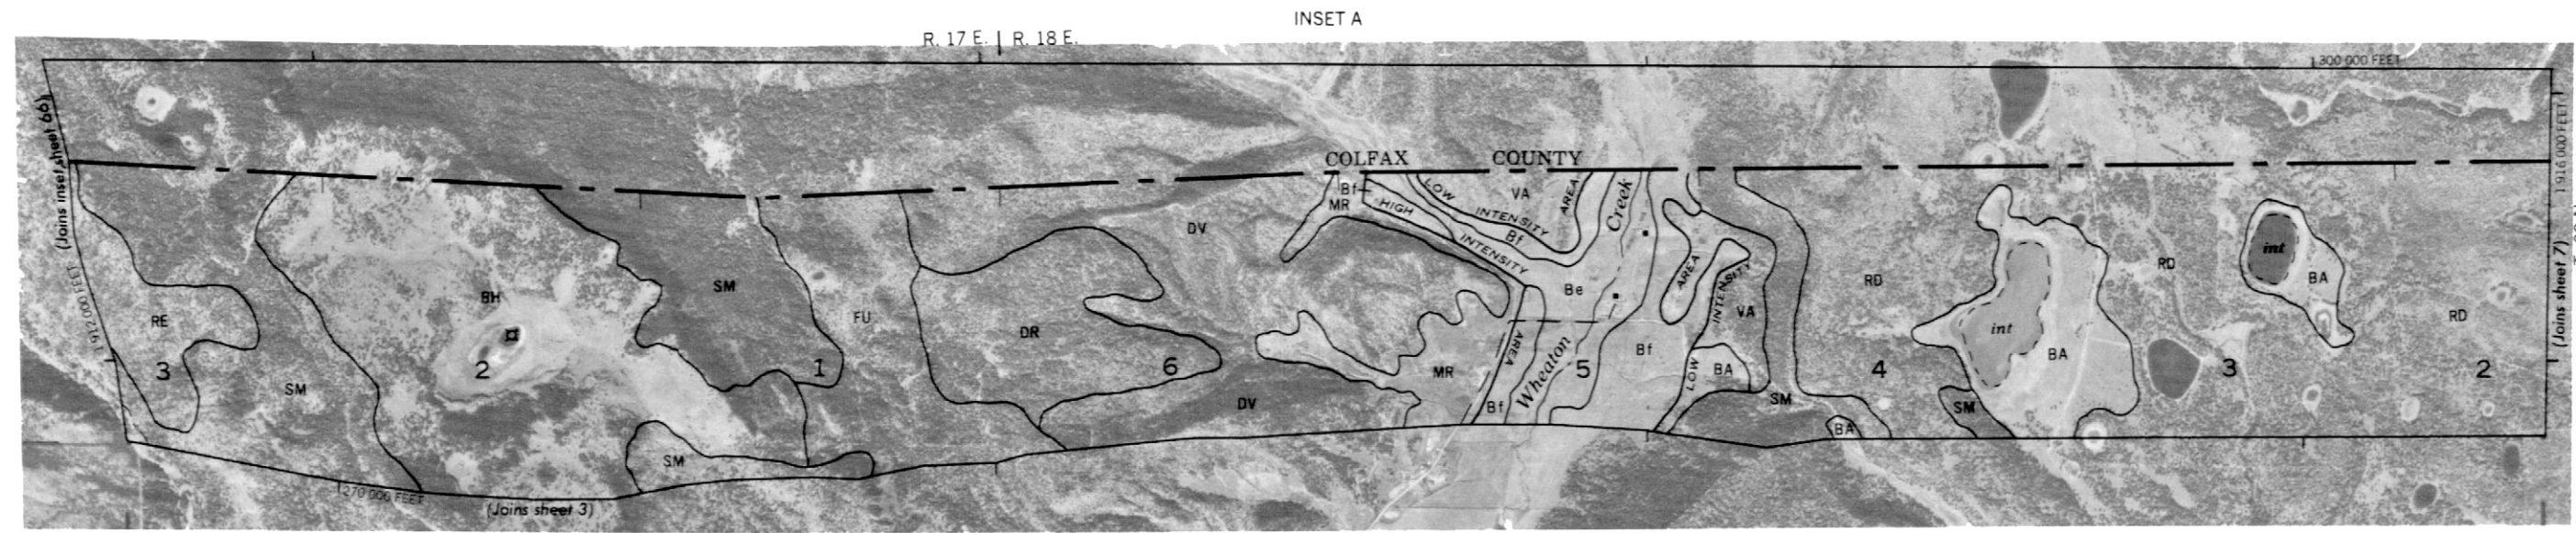 INSET A
R. 17 E. | R. 18 E.
300 000 FEET
(Joins inset sheet 66)
1 916 000 FEET
COLFAX COUNTY
Bf
MR
HIGH
INTENSITY
AREA
LOW
INTENSITY
AREA
VA
Bf
Creek
DV
SM
BH
RE
FU
DR
Be
AREA
LOW
INTENSITY
VA
RD
int
BA
RD
int
BA
RD
(Joins sheet 7)
1 912 000 FEET
3
SM
2
1
6
DV
MR
Bf
Wheaton
5
Bf
BA
SM
4
int
BA
SM
3
2
SM
BA
270 000 FEET
(Joins sheet 3)